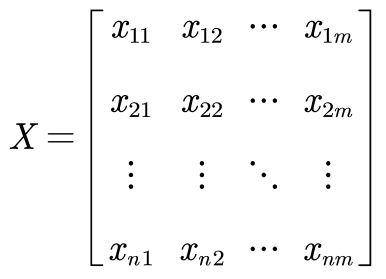 x₁₁ x₁₂ ⋯ x₁ₘ
x₂₁ x₂₂ ⋯ x₂ₘ
X =
⋮ ⋮ ⋱ ⋮
xₙ₁ xₙ₂ ⋯ xₙₘ